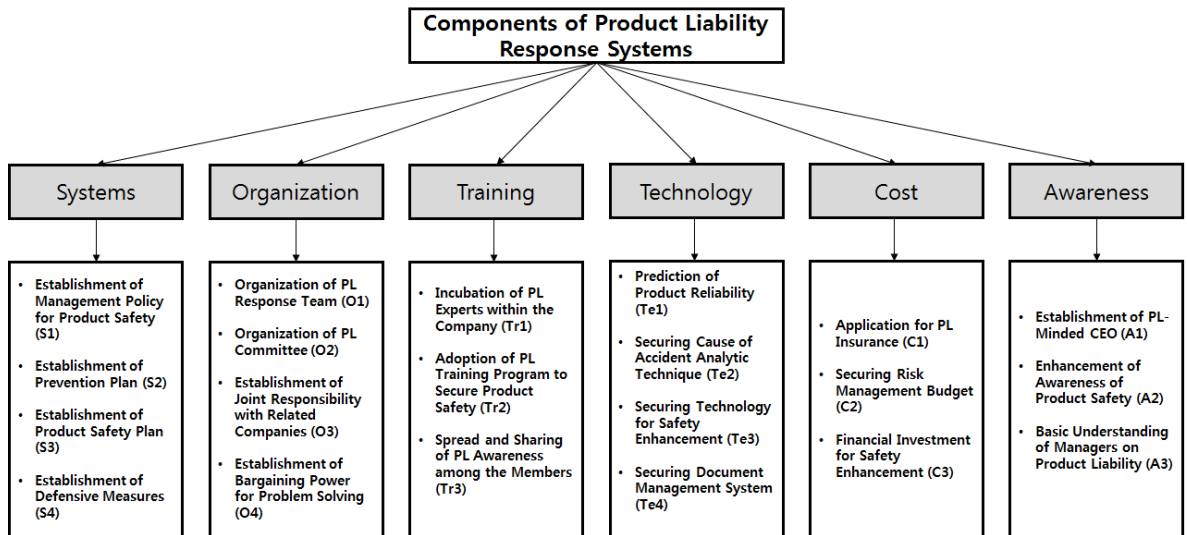 Components of Product Liability
Response Systems
Systems
Organization
Training
Technology
Cost
Awareness
• Establishment of
Management Policy
for Product Safety
(S1)
• Establishment of
Prevention Plan (S2)
• Establishment of
Product Safety Plan
(S3)
• Establishment of
Defensive Measures
(S4)
• Organization of PL
Response Team (O1)
• Organization of PL
Committee (O2)
• Establishment of
Joint Responsibility
with Related
Companies (O3)
• Establishment of
Bargaining Power
for Problem Solving
(O4)
• Incubation of PL
Experts within the
Company (Tr1)
• Adoption of PL
Training Program to
Secure Product
Safety (Tr2)
• Spread and Sharing
of PL Awareness
among the Members
(Tr3)
• Prediction of
Product Reliability
(Te1)
• Securing Cause of
Accident Analytic
Technique (Te2)
• Securing Technology
for Safety
Enhancement (Te3)
• Securing Document
Management System
(Te4)
• Application for PL
Insurance (C1)
• Securing Risk
Management Budget
(C2)
• Financial Investment
for Safety
Enhancement (C3)
• Establishment of PL-
Minded CEO (A1)
• Enhancement of
Awareness of
Product Safety (A2)
• Basic Understanding
of Managers on
Product Liability (A3)